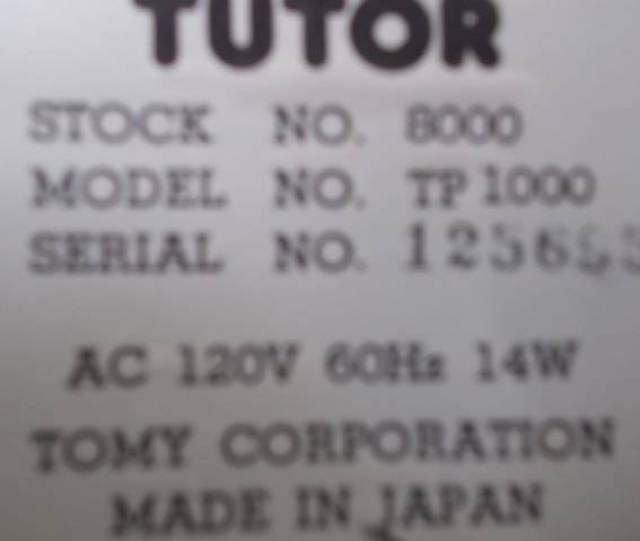 TUTOR
STOCK NO. 8000
MODEL NO. TP 1000
SERIAL NO.
AC 120V 60Hz 14W
TOMY CORPORATION
MADE IN JAPAN